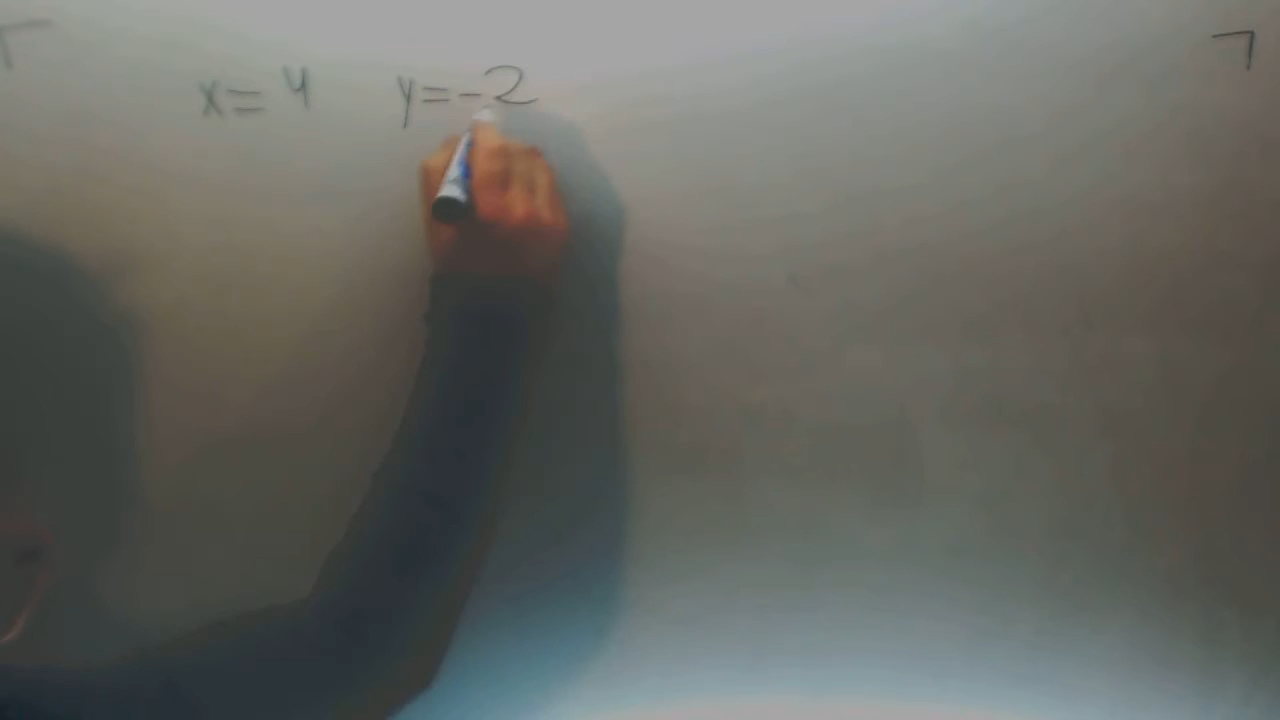 x = 4 y = -2